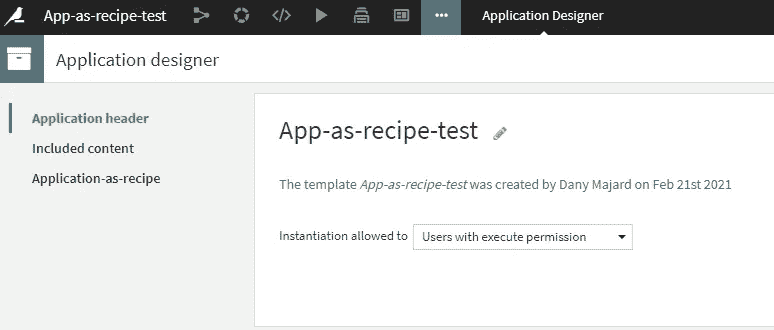 App-as-recipe-test
Application Designer
Application designer
Application header
Included content
Application-as-recipe
App-as-recipe-test
The template App-as-recipe-test was created by Dany Majard on Feb 21st 2021
Instantiation allowed to Users with execute permission